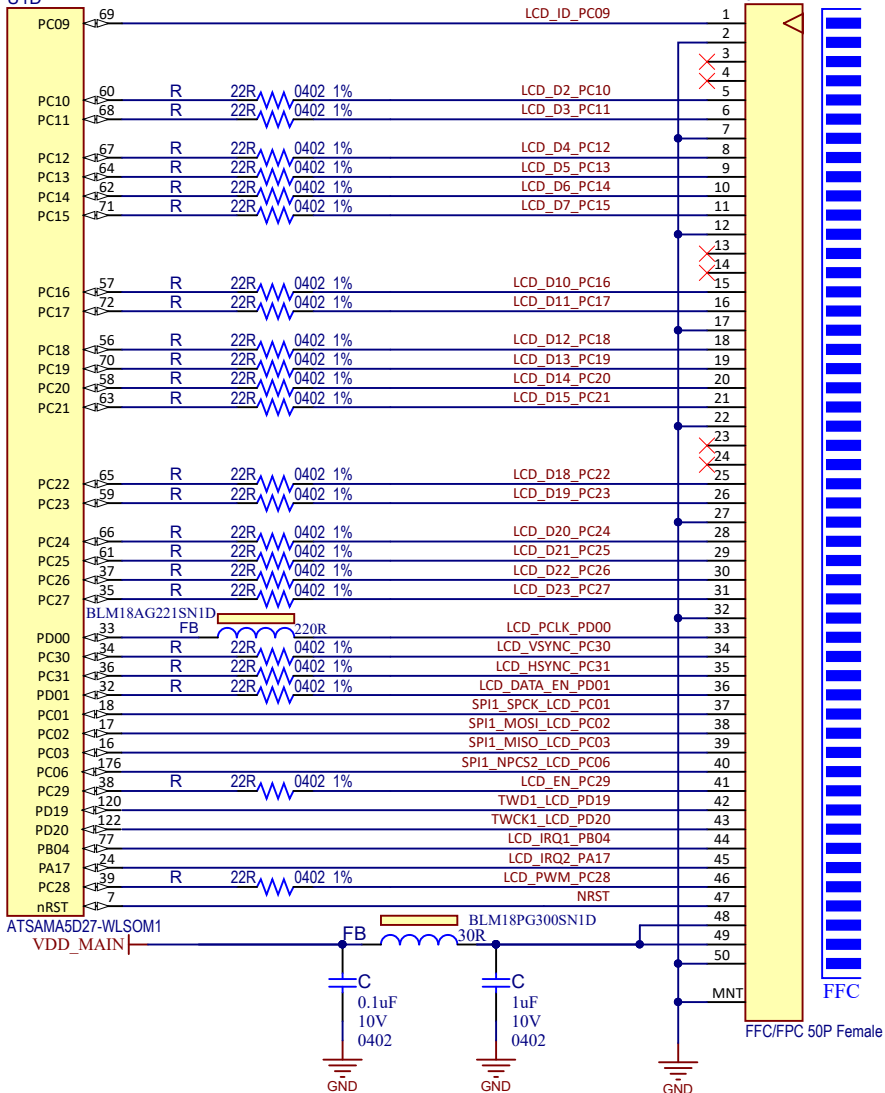 PC09 69 LCD_ID_PC09 1
2
3
4
PC10 60 R 22R 0402 1% LCD_D2_PC10 5
PC11 68 R 22R 0402 1% LCD_D3_PC11 6
7
PC12 67 R 22R 0402 1% LCD_D4_PC12 8
PC13 64 R 22R 0402 1% LCD_D5_PC13 9
PC14 62 R 22R 0402 1% LCD_D6_PC14 10
PC15 71 R 22R 0402 1% LCD_D7_PC15 11
12
13
14
PC16 57 R 22R 0402 1% LCD_D10_PC16 15
PC17 72 R 22R 0402 1% LCD_D11_PC17 16
17
PC18 56 R 22R 0402 1% LCD_D12_PC18 18
PC19 70 R 22R 0402 1% LCD_D13_PC19 19
PC20 58 R 22R 0402 1% LCD_D14_PC20 20
PC21 63 R 22R 0402 1% LCD_D15_PC21 21
22
23
24
PC22 65 R 22R 0402 1% LCD_D18_PC22 25
PC23 59 R 22R 0402 1% LCD_D19_PC23 26
27
PC24 66 R 22R 0402 1% LCD_D20_PC24 28
PC25 61 R 22R 0402 1% LCD_D21_PC25 29
PC26 37 R 22R 0402 1% LCD_D22_PC26 30
PC27 35 R 22R 0402 1% LCD_D23_PC27 31
BLM18AG221SN1D 32
PD00 33 FB 220R LCD_PCLK_PD00 33
PC30 34 R 22R 0402 1% LCD_VSYNC_PC30 34
PC31 36 R 22R 0402 1% LCD_HSYNC_PC31 35
PD01 32 R 22R 0402 1% LCD_DATA_EN_PD01 36
PC01 18 SPI1_SPCK_LCD_PC01 37
PC02 17 SPI1_MOSI_LCD_PC02 38
PC03 16 SPI1_MISO_LCD_PC03 39
PC06 176 SPI1_NPCS2_LCD_PC06 40
PC29 38 R 22R 0402 1% LCD_EN_PC29 41
PD19 120 TWD1_LCD_PD19 42
PD20 122 TWCK1_LCD_PD20 43
PB04 77 LCD_IRQ1_PB04 44
PA17 24 LCD_IRQ2_PA17 45
PC28 39 R 22R 0402 1% LCD_PWM_PC28 46
nRST 7 NRST 47
ATSAMA5D27-WLSOM1 BLM18PG300SN1D 48
VDD_MAIN FB 30R 49
50
C C MNT FFC
0.1uF 1uF
10V 10V
0402 0402
FFC/FPC 50P Female
GND GND GND